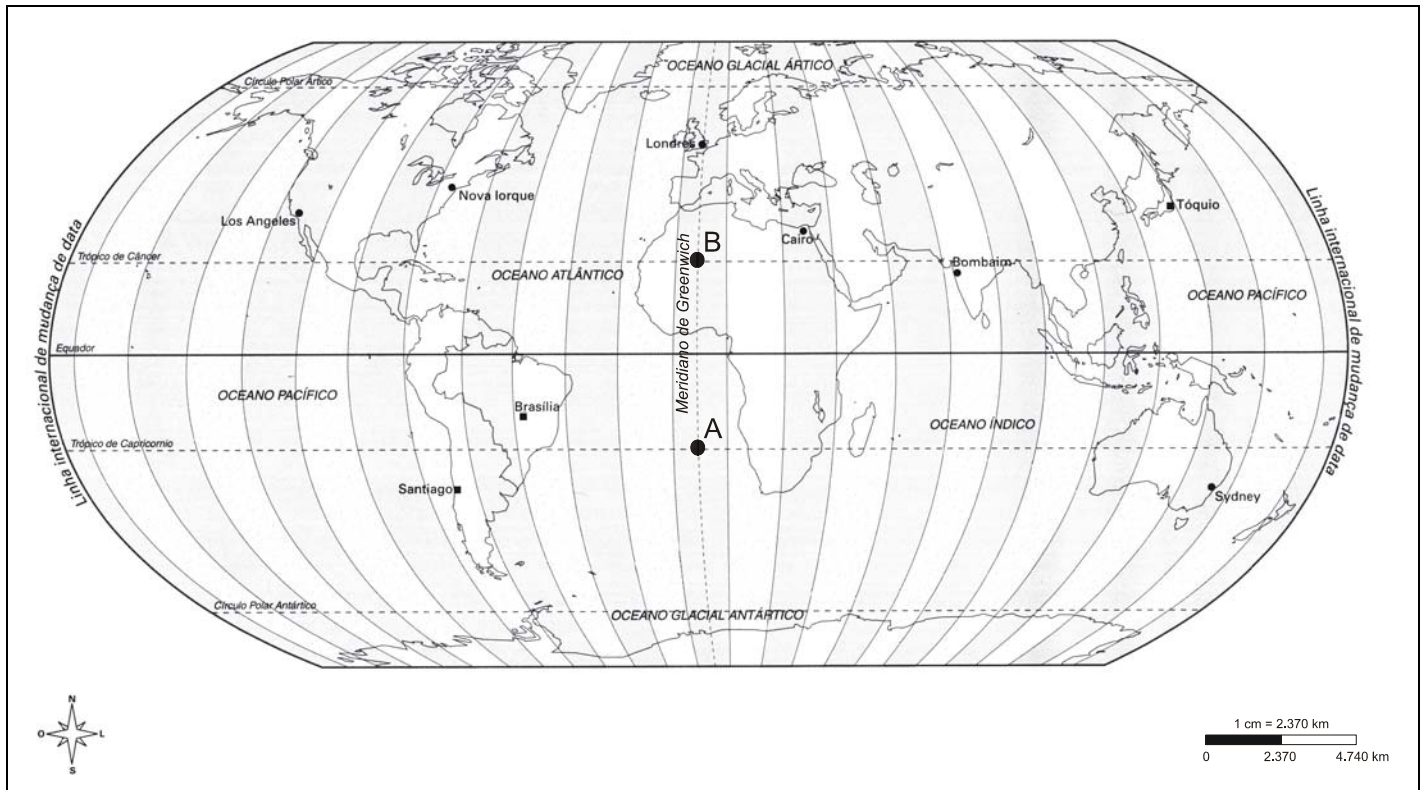 OCEANO GLACIAL ÁRTICO
Círculo Polar Ártico
Londres
Nova Iorque
Los Angeles
Tóquio
Cairo
B
Trópico de Câncer
Bombaim
OCEANO ATLÂNTICO
OCEANO PACÍFICO
Meridiano de Greenwich
Linha internacional de mudança de data
Linha internacional de mudança de data
Equador
OCEANO PACÍFICO
Brasília
OCEANO ÍNDICO
A
Trópico de Capricornio
Santiago
Sydney
Círculo Polar Antártico
OCEANO GLACIAL ANTÁRTICO
N
O L
S
1 cm = 2.370 km
0 2.370 4.740 km